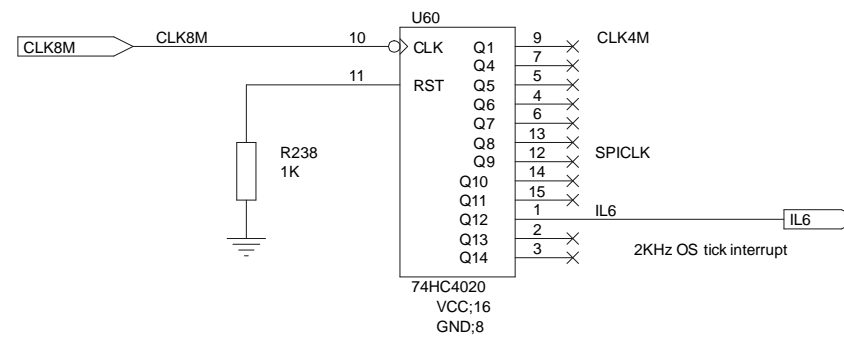 U60
CLK8M
CLK8M
10
CLK
Q1
9
CLK4M
Q4
7
11
RST
Q5
5
Q6
4
Q7
6
Q8
13
R238
1K
Q9
12
SPICLK
Q10
14
Q11
15
Q12
1
IL6
IL6
Q13
2
2KHz OS tick interrupt
Q14
3
74HC4020
VCC;16
GND;8